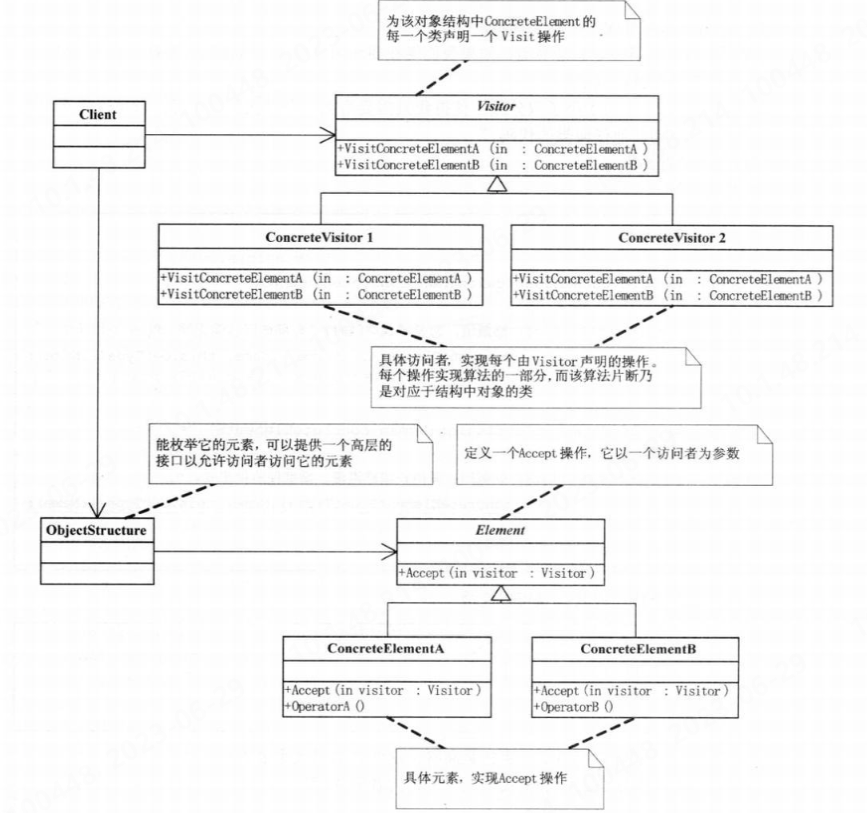 为该对象结构中ConcreteElement的
每一个类声明一个 Visit 操作
Client
Visitor
+VisitConcreteElementA (in : ConcreteElementA )
+VisitConcreteElementB (in : ConcreteElementB )
ConcreteVisitor 1
+VisitConcreteElementA (in : ConcreteElementA )
+VisitConcreteElementB (in : ConcreteElementB )
ConcreteVisitor 2
+VisitConcreteElementA (in : ConcreteElementA )
+VisitConcreteElementB (in : ConcreteElementB )
具体访问者, 实现每个由Visitor声明的操作。
每个操作实现算法的一部分,而该算法片断乃
是对应于结构中对象的类
能枚举它的元素, 可以提供一个高层的
接口以允许访问者访问它的元素
定义一个Accept 操作, 它以一个访问者为参数
ObjectStructure
Element
+Accept (in visitor : Visitor)
ConcreteElementA
+Accept (in visitor : Visitor)
+OperatorA ()
ConcreteElementB
+Accept (in visitor : Visitor)
+OperatorB ()
具体元素, 实现Accept 操作